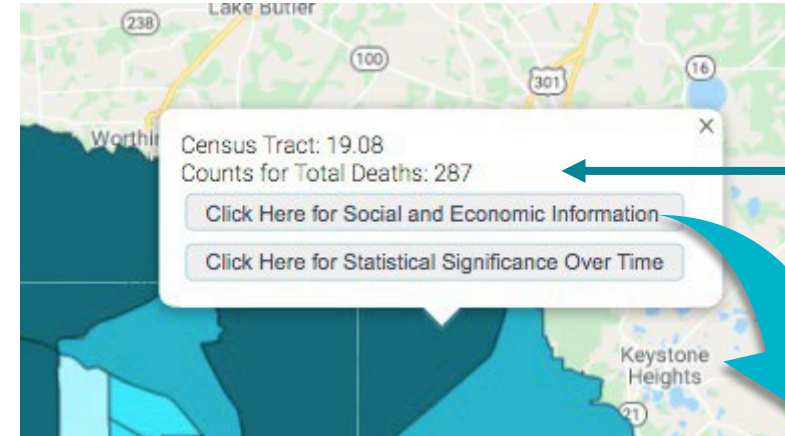 Lake Butler
238
100
301
16
Worthin
Census Tract: 19.08
×
Counts for Total Deaths: 287
Click Here for Social and Economic Information
Click Here for Statistical Significance Over Time
Keystone
Heights
21